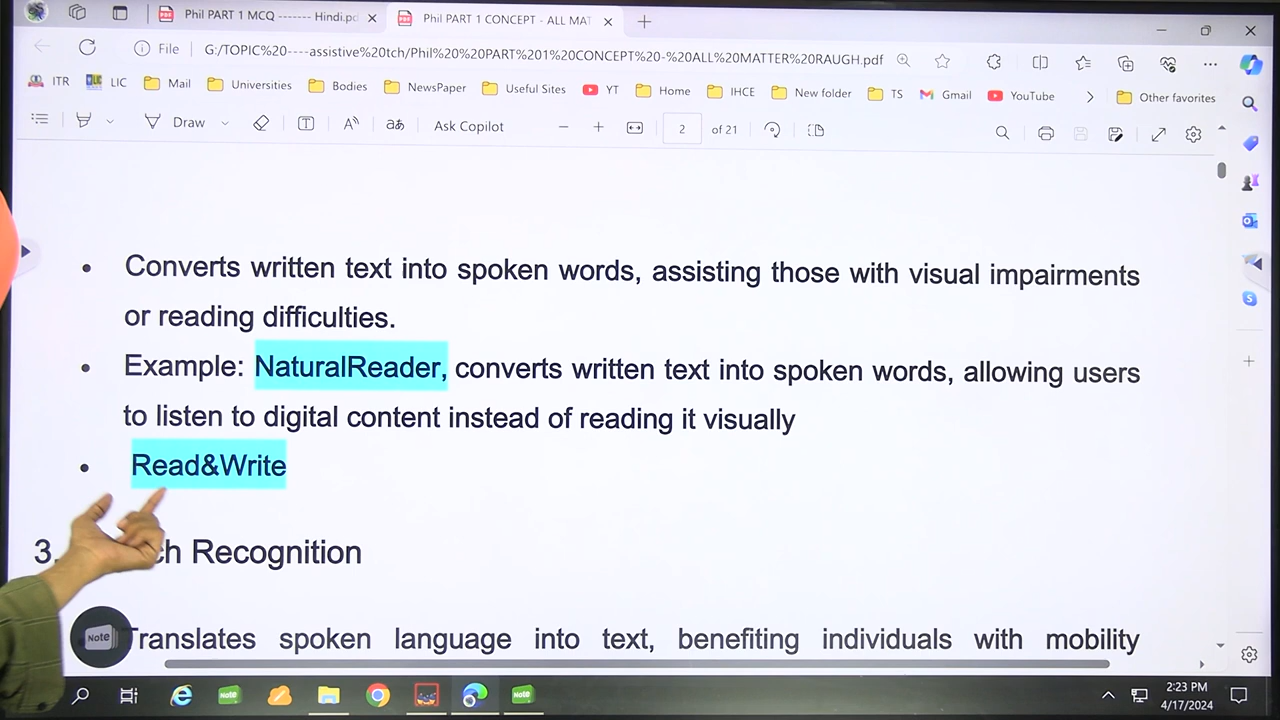 Phil PART 1 MCQ ------- Hindi.pd
Phil PART 1 CONCEPT - ALL MAT
File G:/TOPIC%20----assistive%20tch/Phil%20%20PART%201%20CONCEPT%20-%20ALL%20MATTER%20RAUGH.pdf
ITR LIC Mail Universities Bodies NewsPaper Useful Sites YT Home IHCE New folder TS Gmail YouTube Other favorites
Draw Ask Copilot 2 of 21
• Converts written text into spoken words, assisting those with visual impairments
or reading difficulties.
• Example: NaturalReader, converts written text into spoken words, allowing users
to listen to digital content instead of reading it visually
• Read&Write
3. ch Recognition
Note Translates spoken language into text, benefiting individuals with mobility
Note Note 2:23 PM
4/17/2024